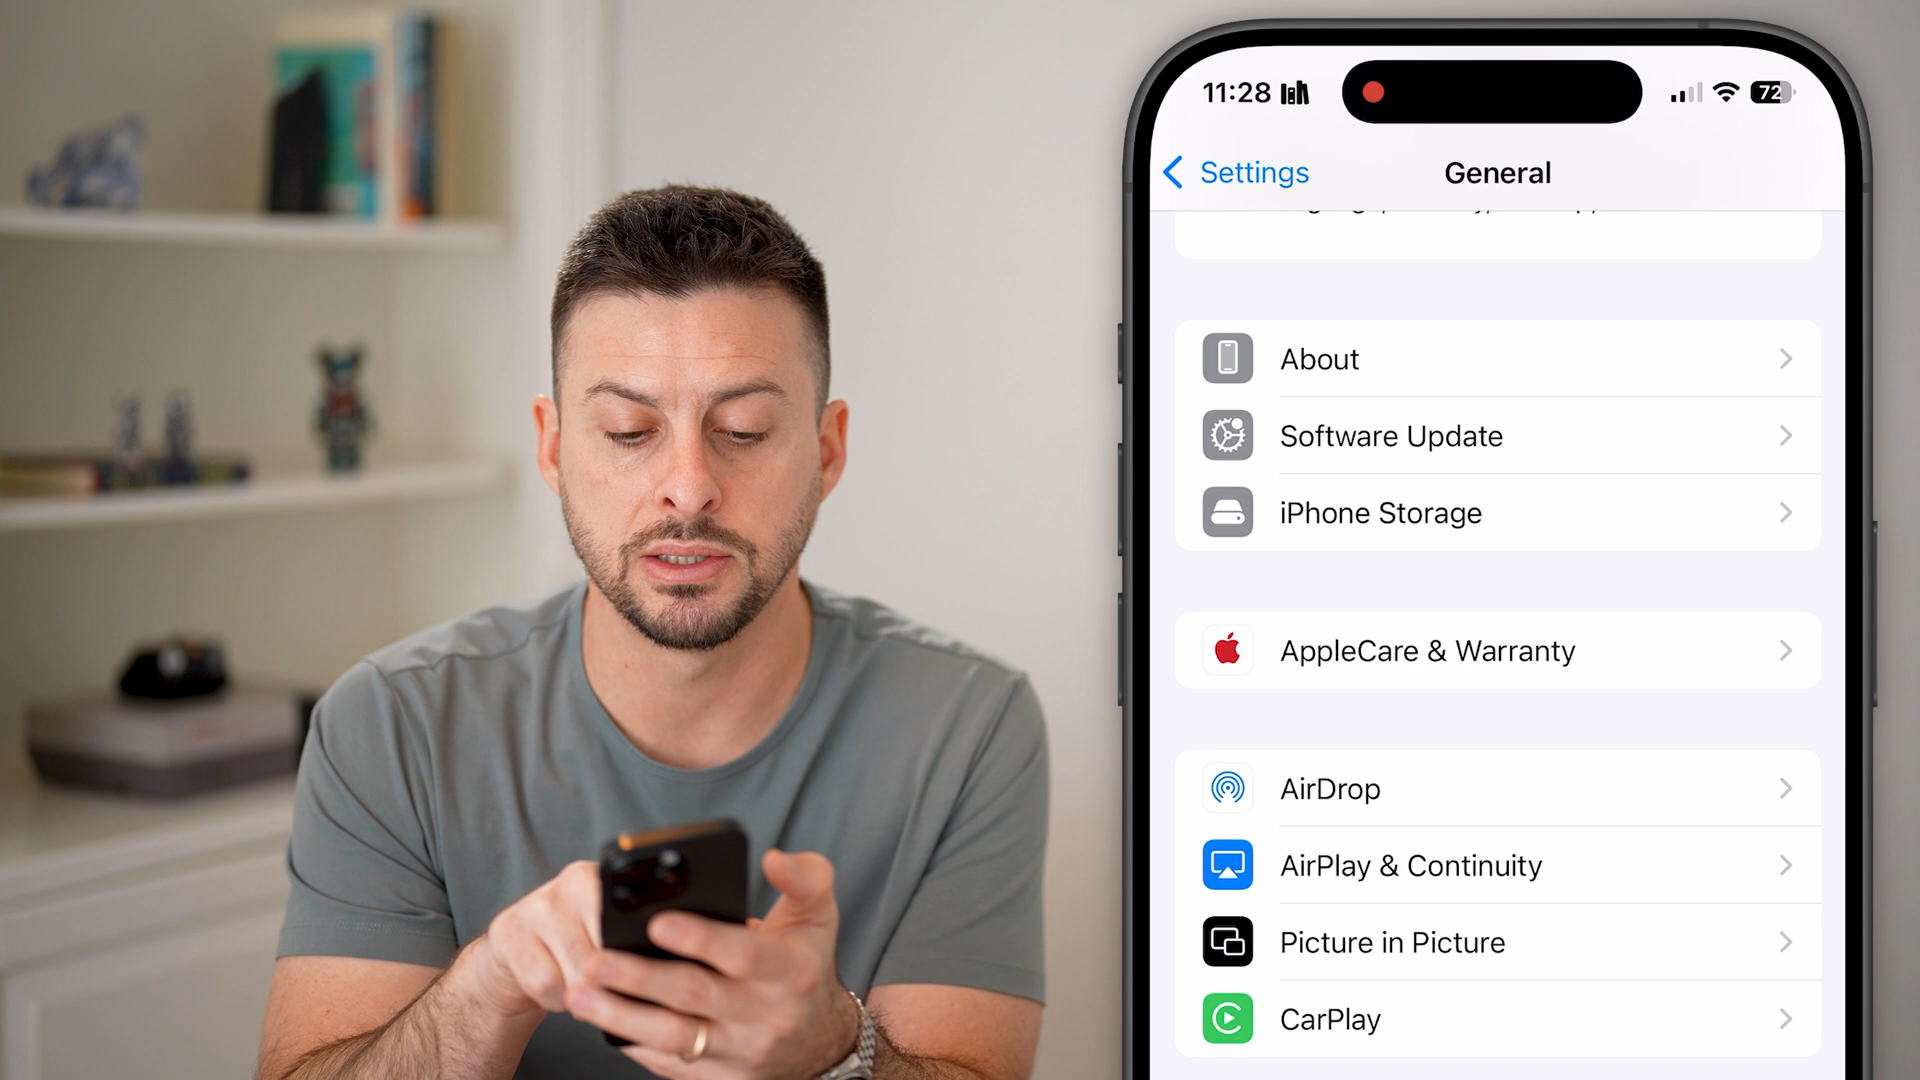 11:28
72
Settings
General
About
Software Update
iPhone Storage
AppleCare & Warranty
AirDrop
AirPlay & Continuity
Picture in Picture
CarPlay